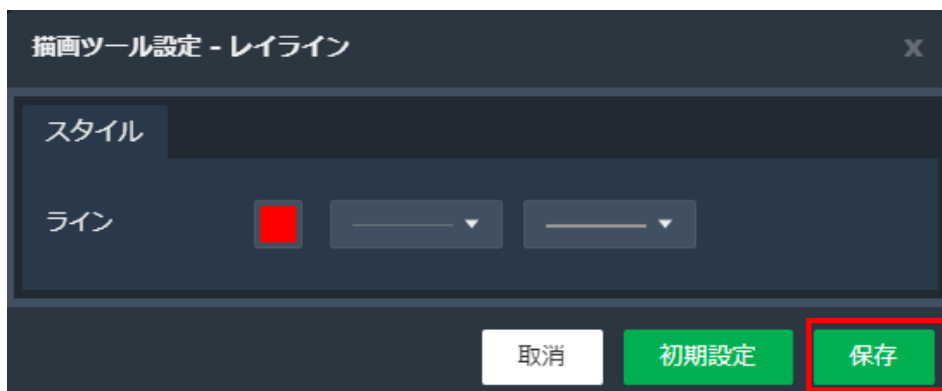 描画ツール設定 - レイライン x
スタイル
ライン
取消 初期設定 保存